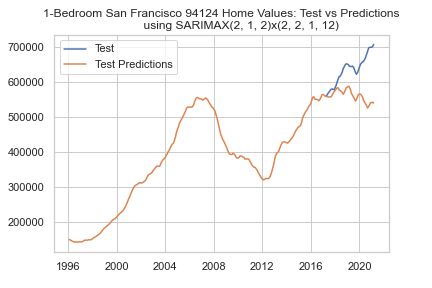 1-Bedroom San Francisco 94124 Home Values: Test vs Predictions
using SARIMAX(2, 1, 2)x(2, 2, 1, 12)
Test
Test Predictions
700000
600000
500000
400000
300000
200000
1996 2000 2004 2008 2012 2016 2020